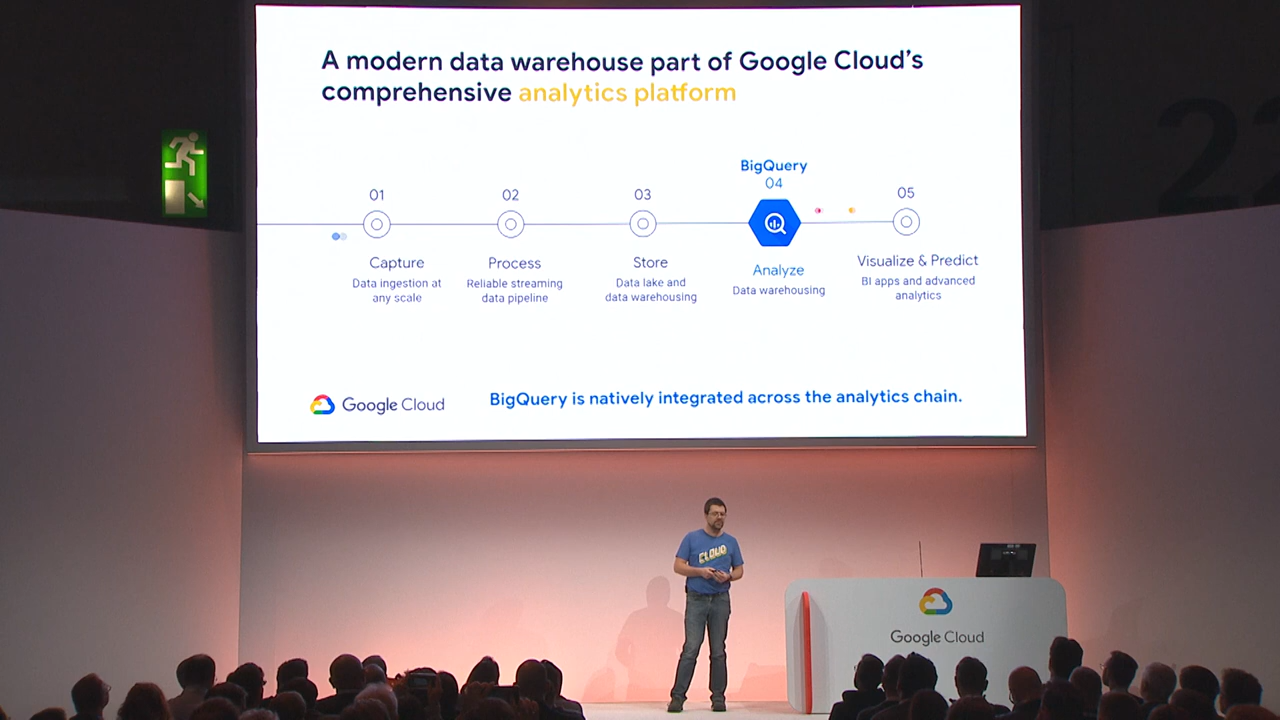 A modern data warehouse part of Google Cloud's
comprehensive analytics platform
BigQuery
01
02
03
04
05
Capture
Process
Store
Analyze
Visualize & Predict
Data ingestion at
any scale
Reliable streaming
data pipeline
Data lake and
data warehousing
Data warehousing
BI apps and advanced
analytics
Google Cloud
BigQuery is natively integrated across the analytics chain.
CLOUD
Google Cloud